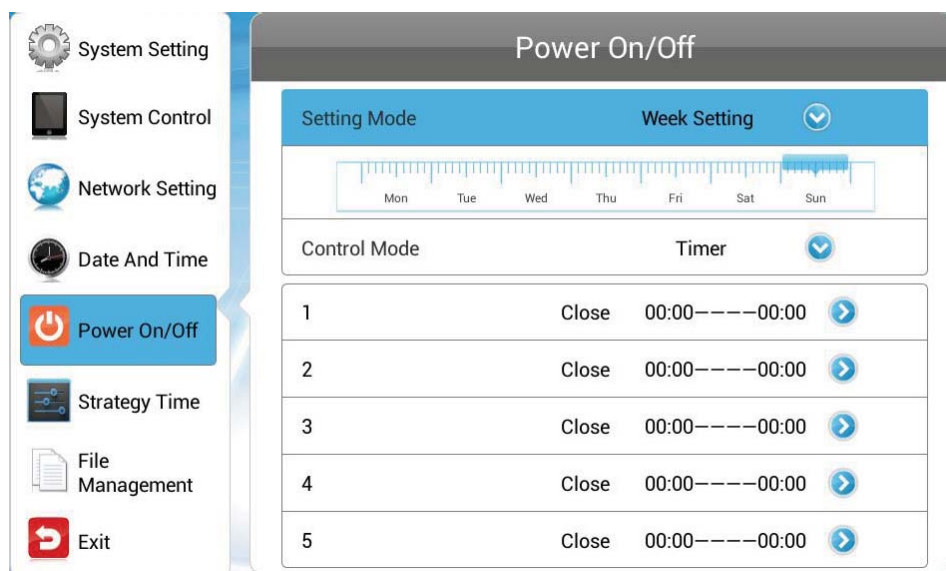 System Setting
System Control
Network Setting
Date And Time
Power On/Off
Strategy Time
File
Management
Exit
Power On/Off
Setting Mode Week Setting
Mon Tue Wed Thu Fri Sat Sun
Control Mode Timer
1 Close 00:00----00:00
2 Close 00:00----00:00
3 Close 00:00----00:00
4 Close 00:00----00:00
5 Close 00:00----00:00